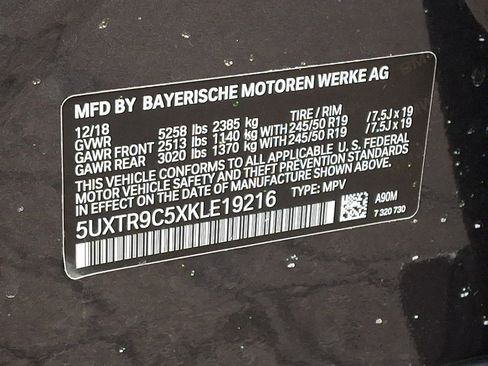 MFD BY BAYERISCHE MOTOREN WERKE AG
12/18 5258 lbs 2385 kg TIRE / RIM
GVWR
GAWR FRONT 2513 lbs 1140 kg WITH 245/50 R19 /7.5J x 19
GAWR REAR 3020 lbs 1370 kg WITH 245/50 R19 /7.5J x 19
THIS VEHICLE CONFORMS TO ALL APPLICABLE U. S. FEDERAL
MOTOR VEHICLE SAFETY AND THEFT PREVENTION STANDARDS
IN EFFECT ON THE DATE OF MANUFACTURE SHOWN ABOVE.
5UXTR9C5XKLE19216 TYPE: MPV
A90M
7 320 730